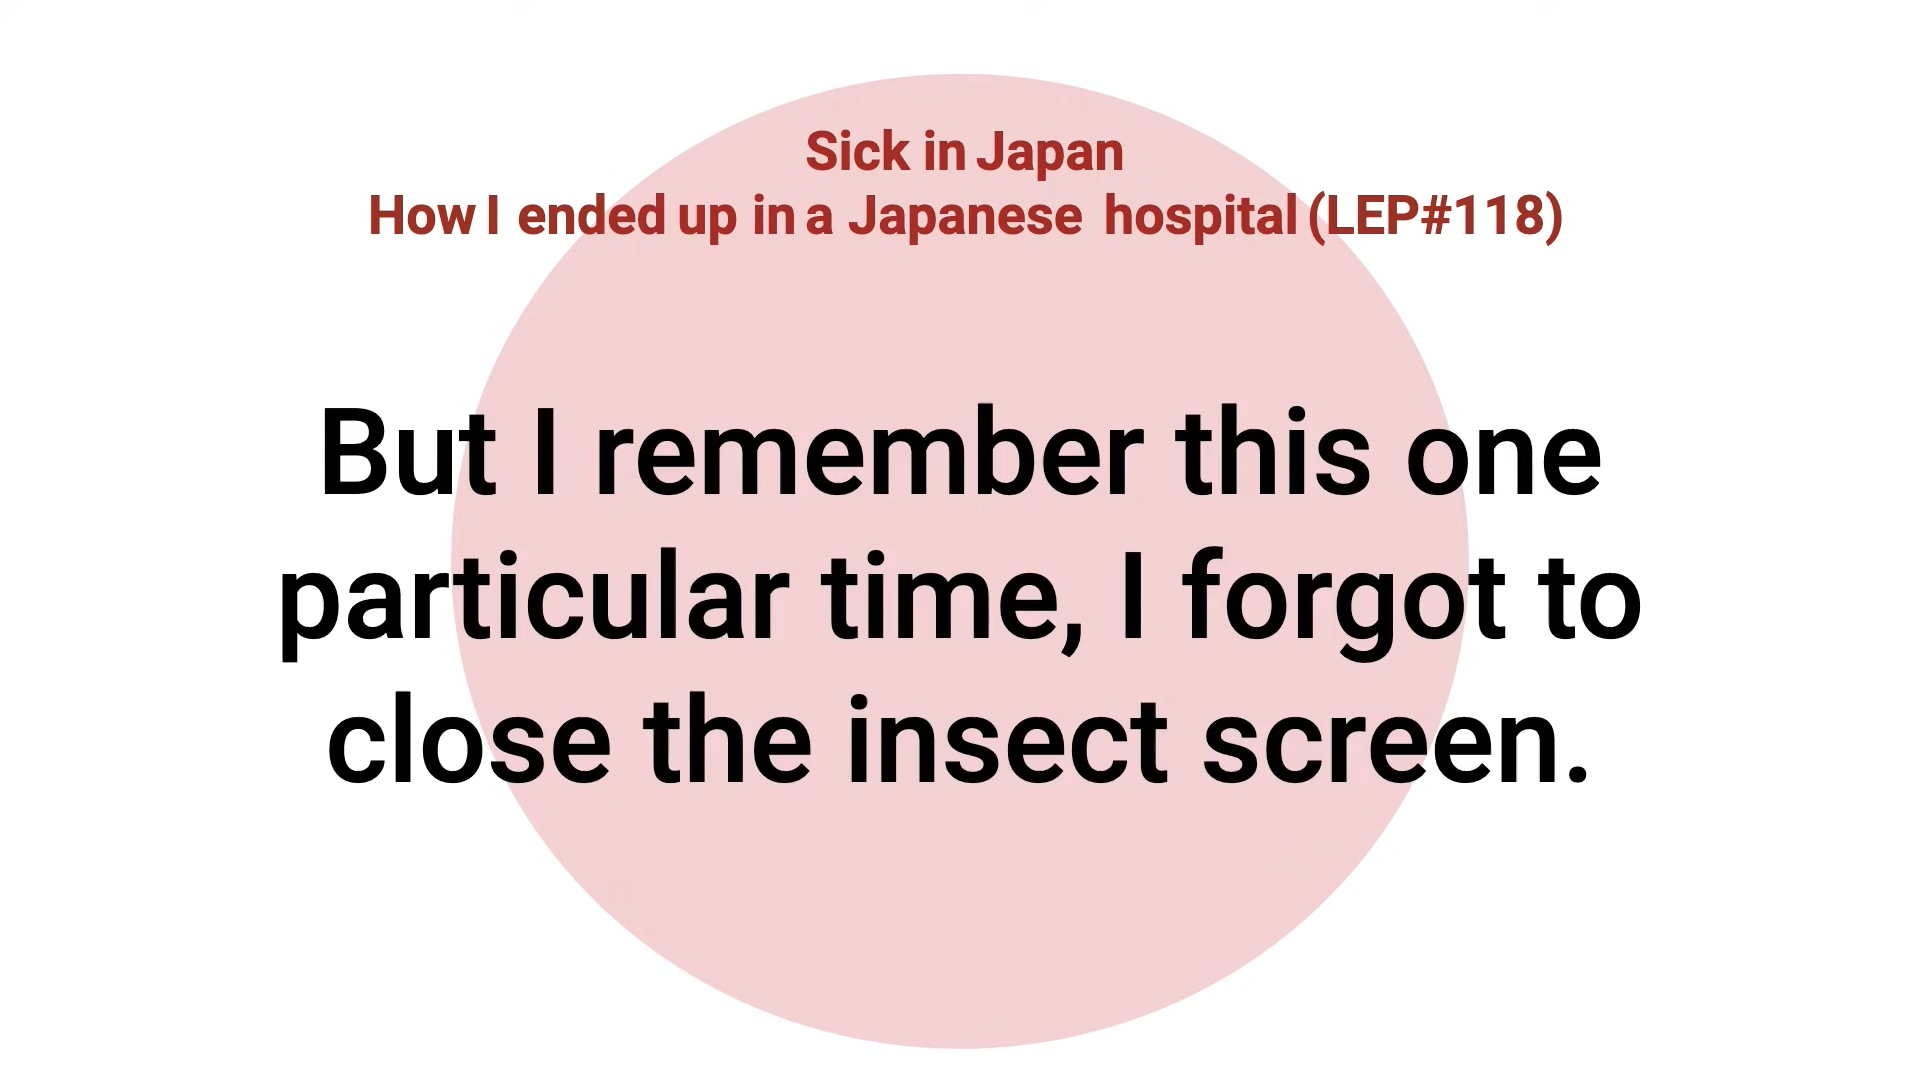 Sick in Japan
How I ended up in a Japanese hospital (LEP#118)
But I remember this one
particular time, I forgot to
close the insect screen.